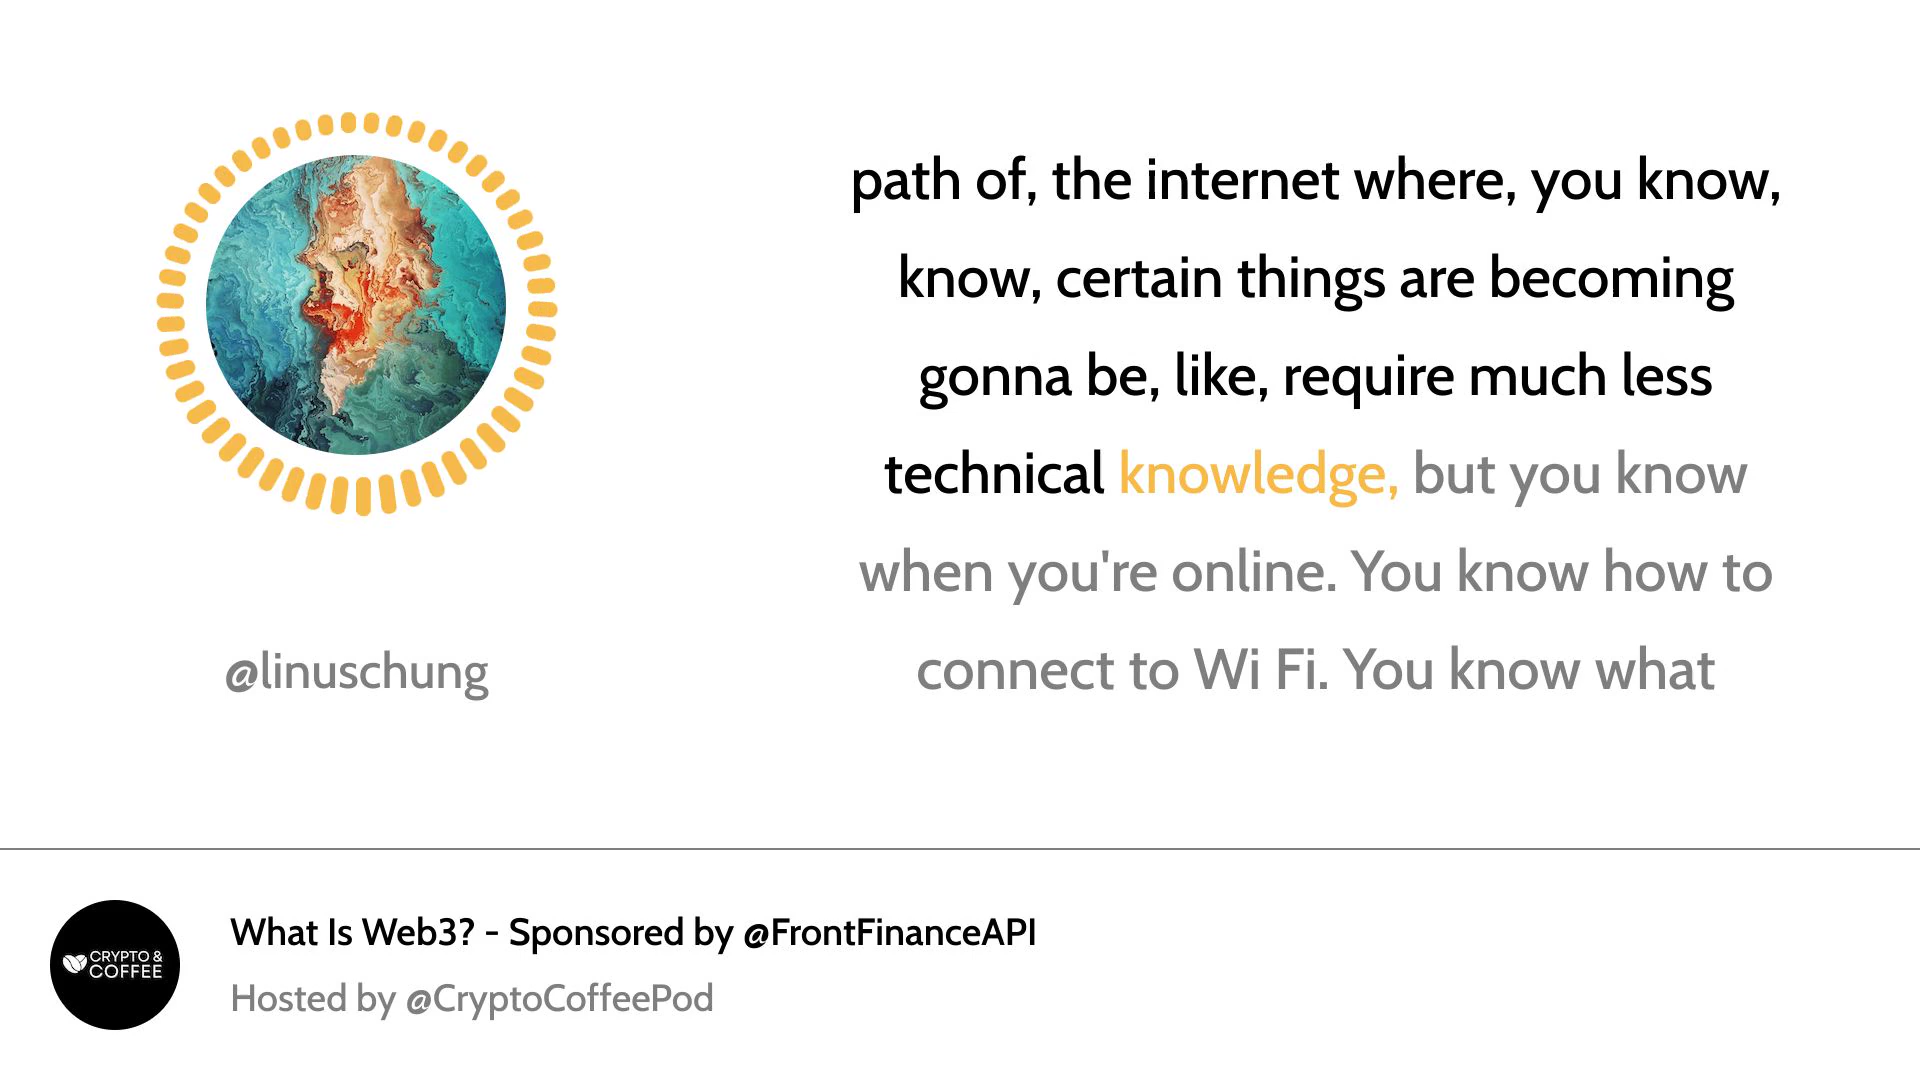 path of, the internet where, you know,
know, certain things are becoming
gonna be, like, require much less
technical knowledge, but you know
when you're online. You know how to
connect to Wi Fi. You know what
@linuschung
CRYPTO &
COFFEE
What Is Web3? - Sponsored by @FrontFinanceAPI
Hosted by @CryptoCoffeePod